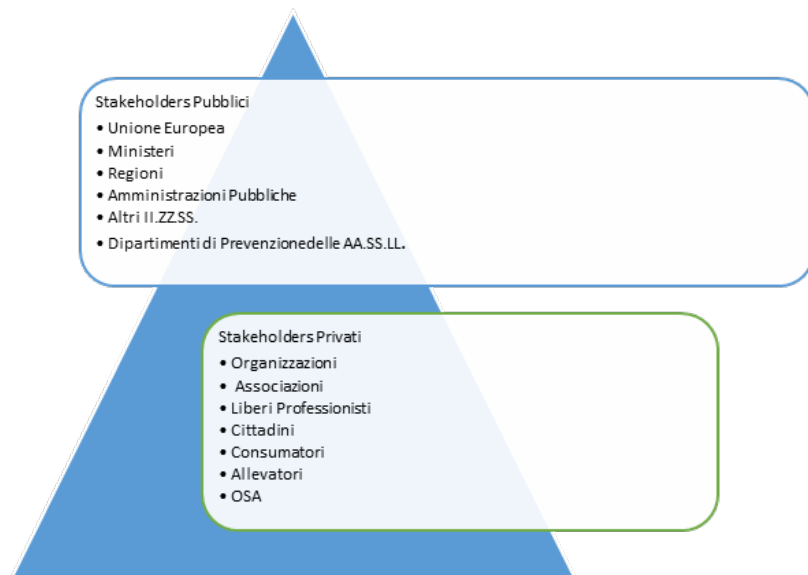 Stakeholders Pubblici
• Unione Europea
• Ministeri
• Regioni
• Amministrazioni Pubbliche
• Altri II.ZZ.SS.
• Dipartimenti di Prevenzionedelle AA.SS.LL.
Stakeholders Privati
• Organizzazioni
• Associazioni
• Liberi Professionisti
• Cittadini
• Consumatori
• Allevatori
• OSA